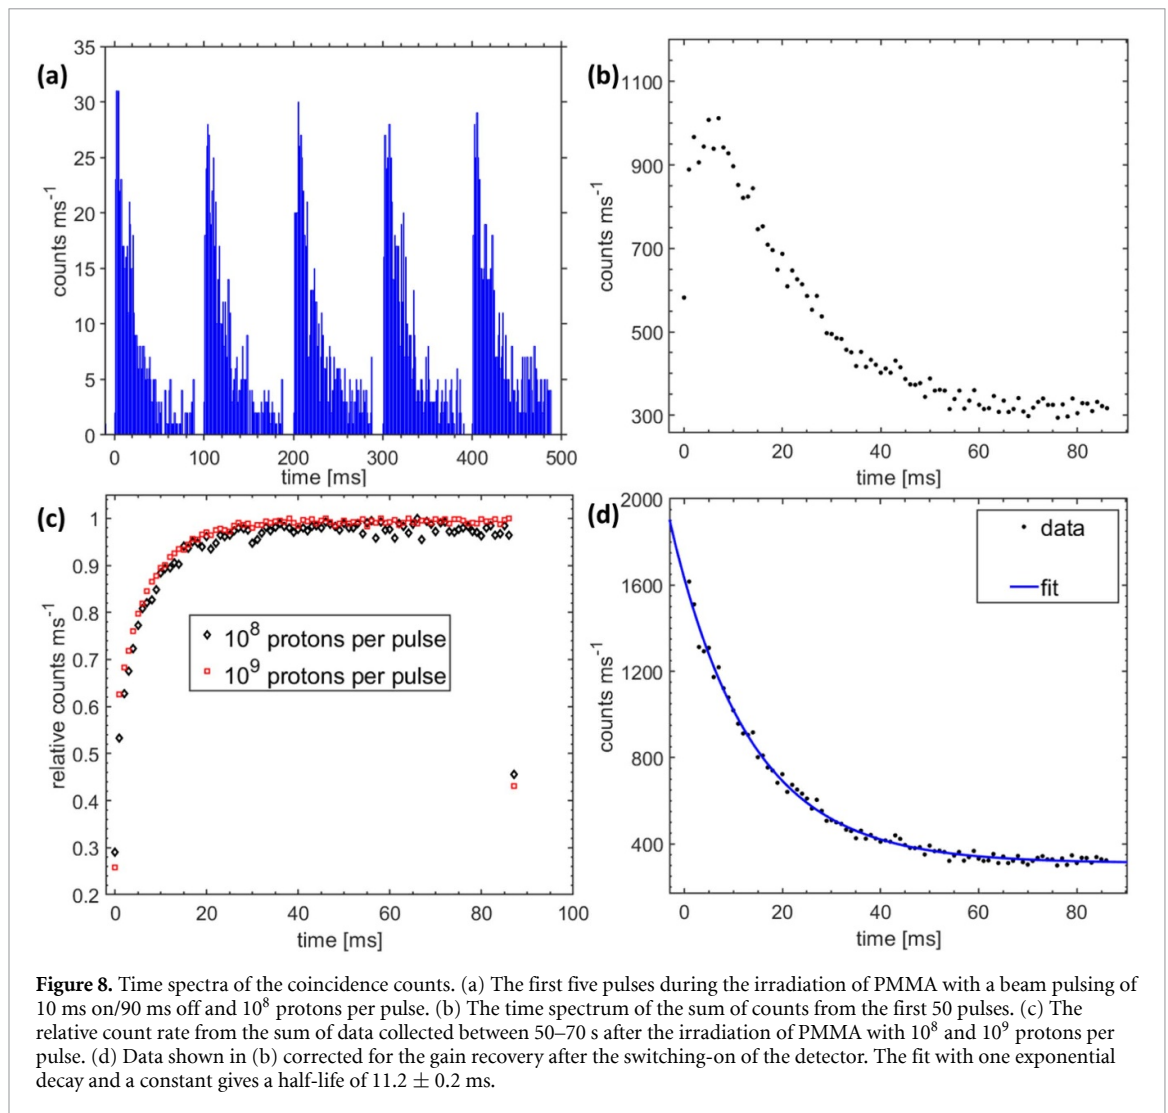 (a)
35
30
25
20
15
10
5
0
counts ms⁻¹
0 100 200 300 400 500
time [ms]
(b)
1100
900
700
500
300
counts ms⁻¹
0 20 40 60 80
time [ms]
(c)
1
0.9
0.8
0.7
0.6
0.5
0.4
0.3
0.2
relative counts ms⁻¹
10⁸ protons per pulse
10⁹ protons per pulse
0 20 40 60 80 100
time [ms]
(d)
2000
1600
1200
800
400
counts ms⁻¹
data
fit
0 20 40 60 80
time [ms]
Figure 8. Time spectra of the coincidence counts. (a) The first five pulses during the irradiation of PMMA with a beam pulsing of
10 ms on/90 ms off and 10⁸ protons per pulse. (b) The time spectrum of the sum of counts from the first 50 pulses. (c) The
relative count rate from the sum of data collected between 50–70 s after the irradiation of PMMA with 10⁸ and 10⁹ protons per
pulse. (d) Data shown in (b) corrected for the gain recovery after the switching-on of the detector. The fit with one exponential
decay and a constant gives a half-life of 11.2 ± 0.2 ms.